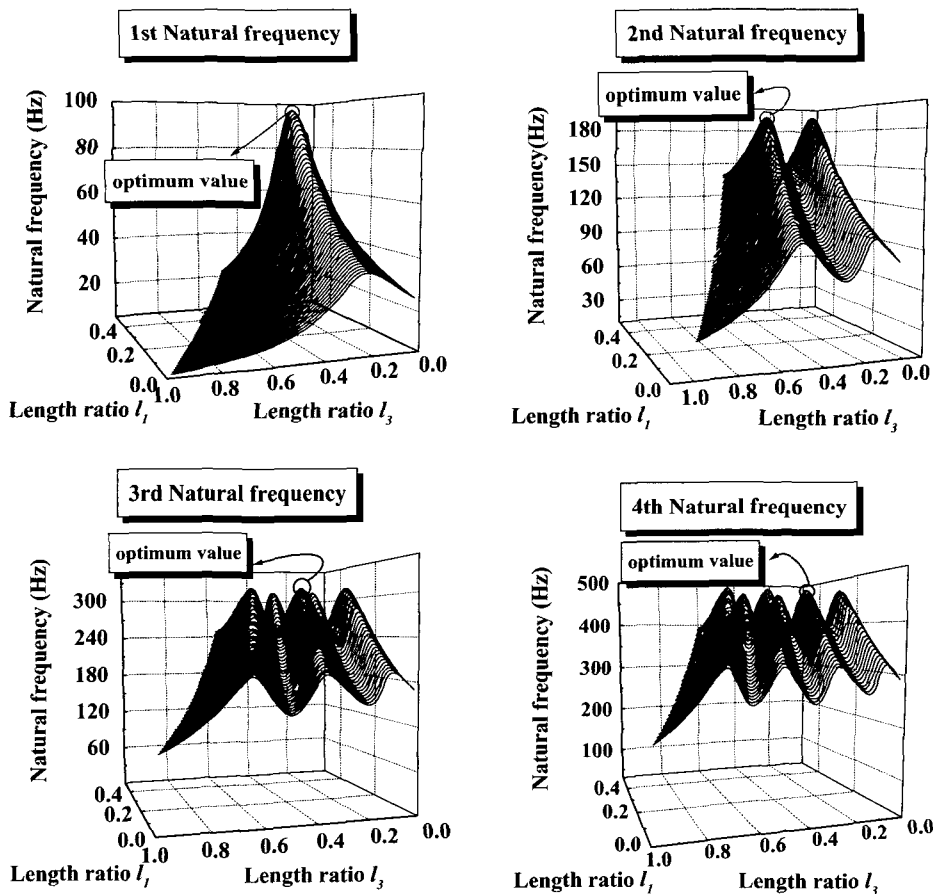 1st Natural frequency
optimum value
Natural frequency (Hz)
100
80
60
40
20
0.4
0.2
0.0
1.0
0.8
0.6
0.4
0.2
0.0
Length ratio l1
Length ratio l3
2nd Natural frequency
optimum value
Natural frequency(Hz)
180
150
120
90
60
30
0.4
0.2
0.0
1.0
0.8
0.6
0.4
0.2
0.0
Length ratio l1
Length ratio l3
3rd Natural frequency
optimum value
Natural frequency (Hz)
300
240
180
120
60
0.4
0.2
0.0
1.0
0.8
0.6
0.4
0.2
0.0
Length ratio l1
Length ratio l3
4th Natural frequency
optimum value
Natural frequency (Hz)
500
400
300
200
100
0.4
0.2
0.0
1.0
0.8
0.6
0.4
0.2
0.0
Length ratio l1
Length ratio l3